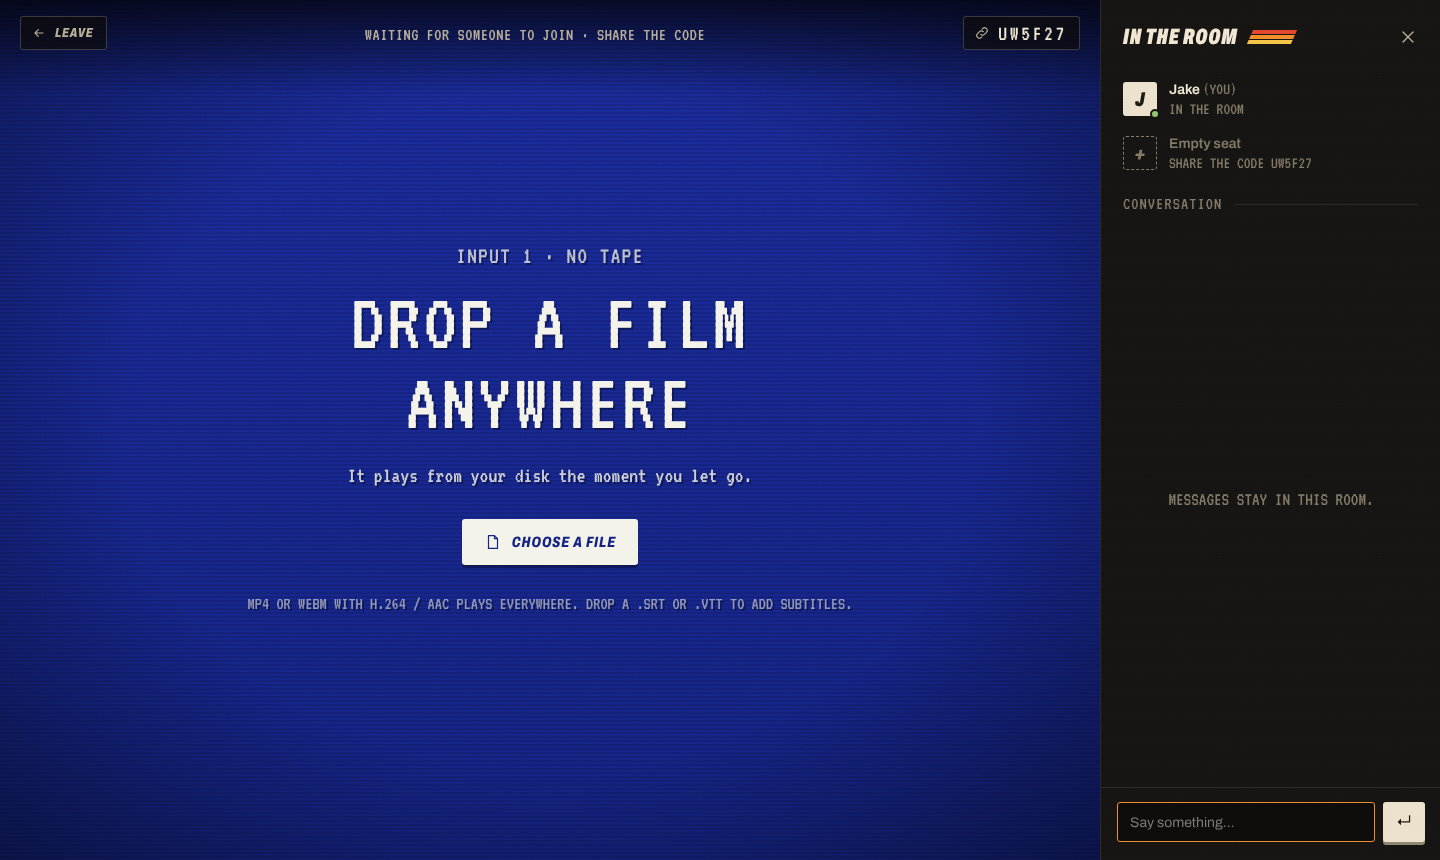 LEAVE
WAITING FOR SOMEONE TO JOIN · SHARE THE CODE
UW5F27
INPUT 1 · NO TAPE
DROP A FILM
ANYWHERE
It plays from your disk the moment you let go.
CHOOSE A FILE
MP4 OR WEBM WITH H.264 / AAC PLAYS EVERYWHERE. DROP A .SRT OR .VTT TO ADD SUBTITLES.
IN THE ROOM
J
Jake (YOU)
IN THE ROOM
+
Empty seat
SHARE THE CODE UW5F27
CONVERSATION
MESSAGES STAY IN THIS ROOM.
Say something...